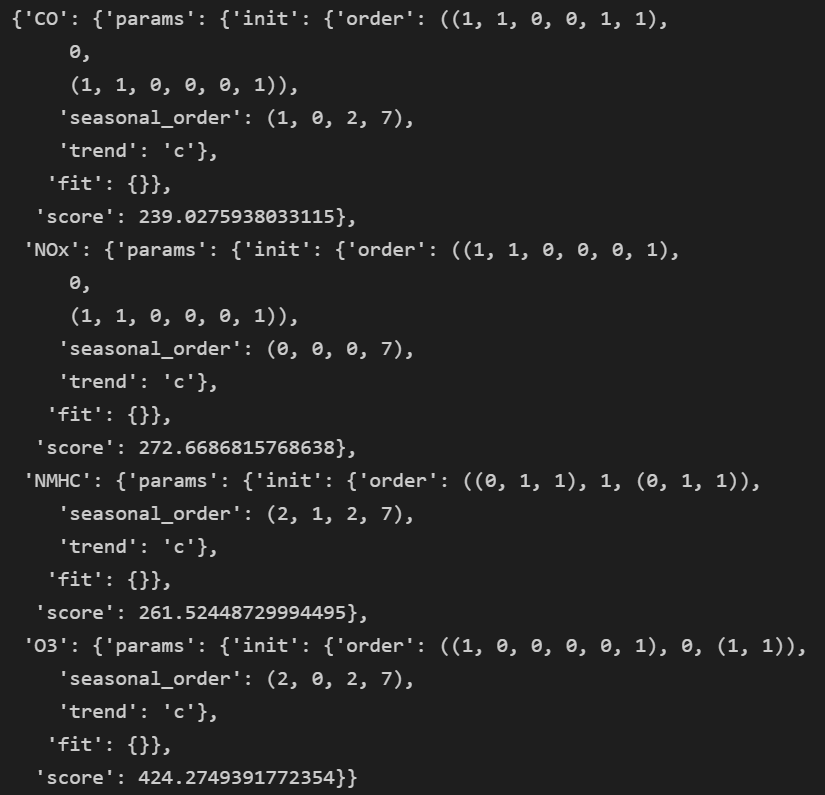 {'CO': {'params': {'init': {'order': ((1, 1, 0, 0, 1, 1),
0,
(1, 1, 0, 0, 0, 1)),
'seasonal_order': (1, 0, 2, 7),
'trend': 'c'},
'fit': {}},
'score': 239.0275938033115},
'NOx': {'params': {'init': {'order': ((1, 1, 0, 0, 0, 1),
0,
(1, 1, 0, 0, 0, 1)),
'seasonal_order': (0, 0, 0, 7),
'trend': 'c'},
'fit': {}},
'score': 272.6686815768638},
'NMHC': {'params': {'init': {'order': ((0, 1, 1), 1, (0, 1, 1)),
'seasonal_order': (2, 1, 2, 7),
'trend': 'c'},
'fit': {}},
'score': 261.52448729994495},
'O3': {'params': {'init': {'order': ((1, 0, 0, 0, 0, 1), 0, (1, 1)),
'seasonal_order': (2, 0, 2, 7),
'trend': 'c'},
'fit': {}},
'score': 424.2749391772354}}